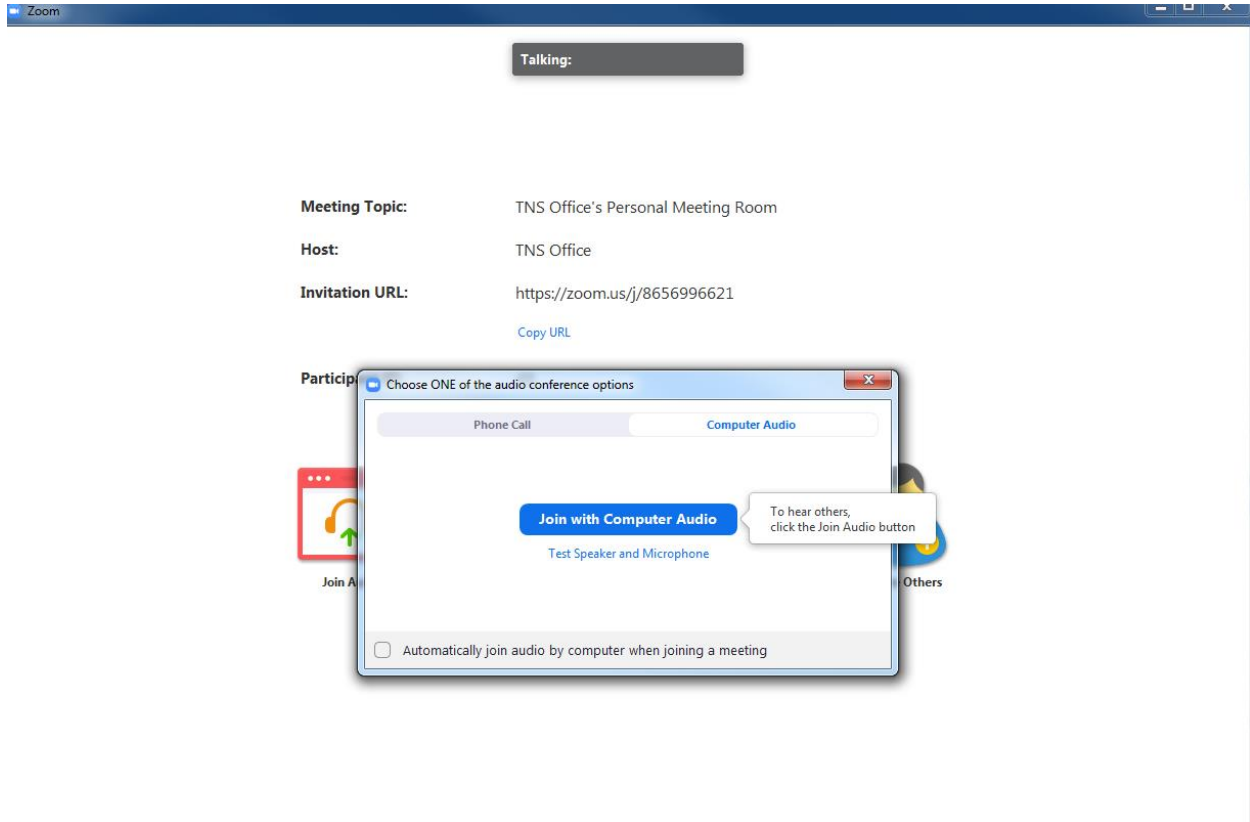 Zoom
Talking:
Meeting Topic: TNS Office's Personal Meeting Room
Host: TNS Office
Invitation URL: https://zoom.us/j/8656996621
Copy URL
Particip
Choose ONE of the audio conference options
Phone Call Computer Audio
Join with Computer Audio
To hear others,
click the Join Audio button
Test Speaker and Microphone
Join A
Others
Automatically join audio by computer when joining a meeting